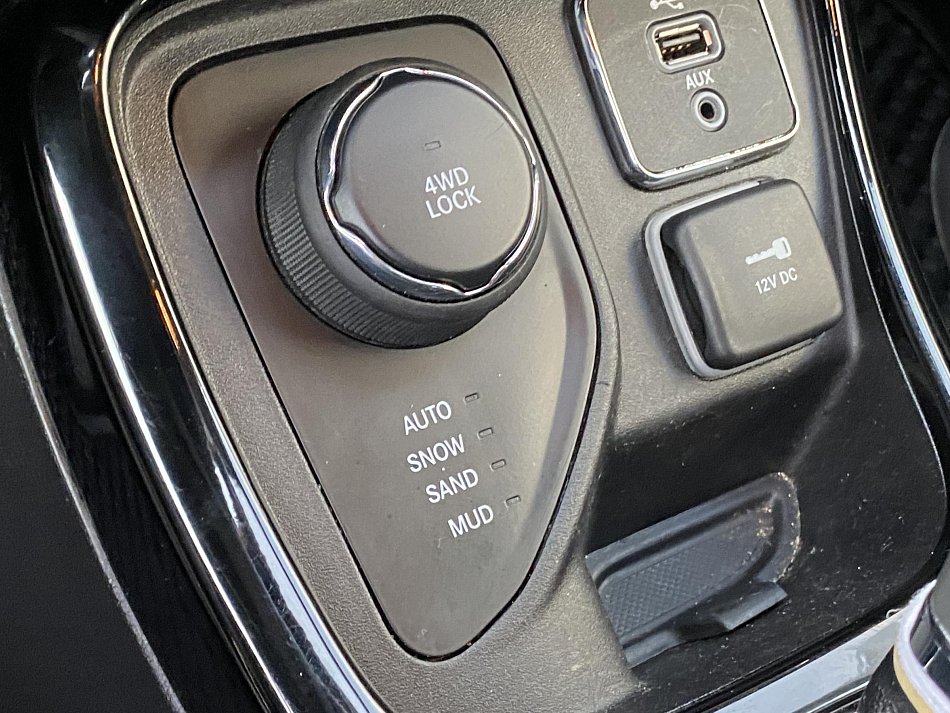 AUX
4WD
LOCK
12V DC
AUTO
SNOW
SAND
MUD